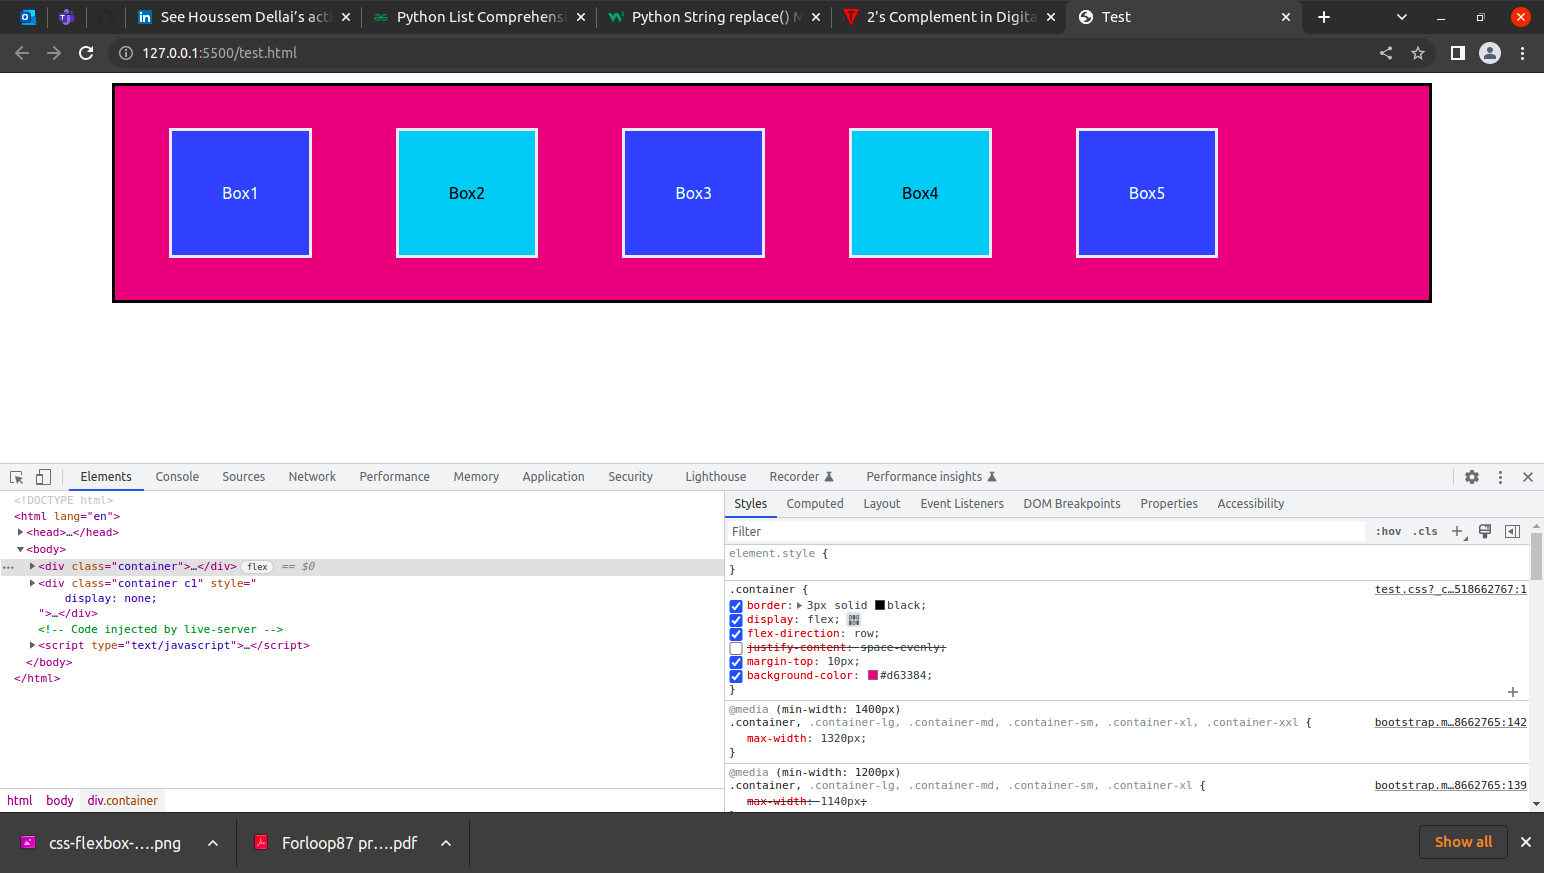 See Houssem Dellai's acti
Python List Comprehensi
Python String replace() M
2's Complement in Digita
Test
127.0.0.1:5500/test.html
Box1
Box2
Box3
Box4
Box5
Elements Console Sources Network Performance Memory Application Security Lighthouse Recorder Performance insights
<!DOCTYPE html>
<html lang="en">
<head>…</head>
<body>
<div class="container">…</div> flex == $0
<div class="container c1" style="
display: none;
">…</div>
<!-- Code injected by live-server -->
<script type="text/javascript">…</script>
</body>
</html>
html body div.container
Styles Computed Layout Event Listeners DOM Breakpoints Properties Accessibility
Filter :hov .cls
element.style {
}
.container { test.css?_c…518662767:1
border: 3px solid black;
display: flex;
flex-direction: row;
justify-content: space-evenly;
margin-top: 10px;
background-color: #d63384;
}
@media (min-width: 1400px)
.container, .container-lg, .container-md, .container-sm, .container-xl, .container-xxl { bootstrap.m…8662765:142
max-width: 1320px;
}
@media (min-width: 1200px)
.container, .container-lg, .container-md, .container-sm, .container-xl { bootstrap.m…8662765:139
max-width: 1140px;
css-flexbox-….png
Forloop87 pr….pdf
Show all